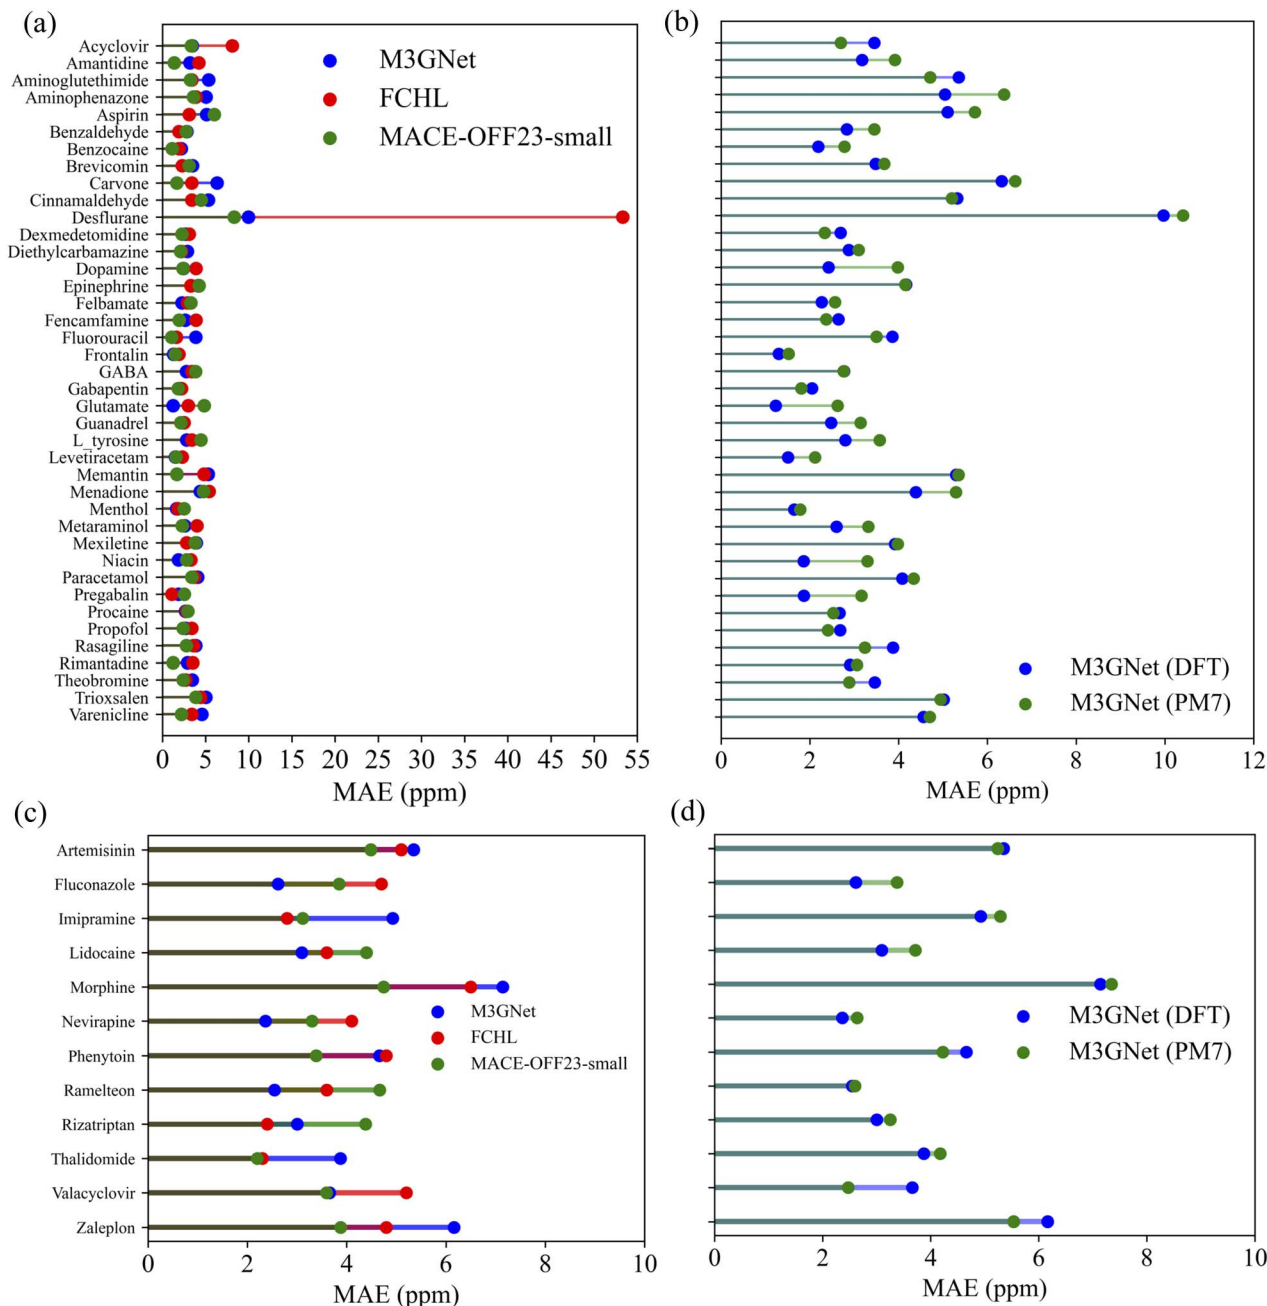 (a)
Acyclovir
Amantidine
Aminoglutethimide
Aminophenazone
Aspirin
Benzaldehyde
Benzocaine
Brevicomin
Carvone
Cinnamaldehyde
Desflurane
Dexmedetomidine
Diethylcarbamazine
Dopamine
Epinephrine
Felbamate
Fencamfamine
Fluorouracil
Frontalin
GABA
Gabapentin
Glutamate
Guanadrel
L_tyrosine
Levetiracetam
Memantin
Menadione
Menthol
Metaraminol
Mexiletine
Niacin
Paracetamol
Pregabalin
Procaine
Propofol
Rasagiline
Rimantadine
Theobromine
Trioxsalen
Varenicline
M3GNet
FCHL
MACE-OFF23-small
0 5 10 15 20 25 30 35 40 45 50 55
MAE (ppm)
(b)
M3GNet (DFT)
M3GNet (PM7)
0 2 4 6 8 10 12
MAE (ppm)
(c)
Artemisinin
Fluconazole
Imipramine
Lidocaine
Morphine
Nevirapine
Phenytoin
Ramelteon
Rizatriptan
Thalidomide
Valacyclovir
Zaleplon
M3GNet
FCHL
MACE-OFF23-small
0 2 4 6 8 10
MAE (ppm)
(d)
M3GNet (DFT)
M3GNet (PM7)
0 2 4 6 8 10
MAE (ppm)